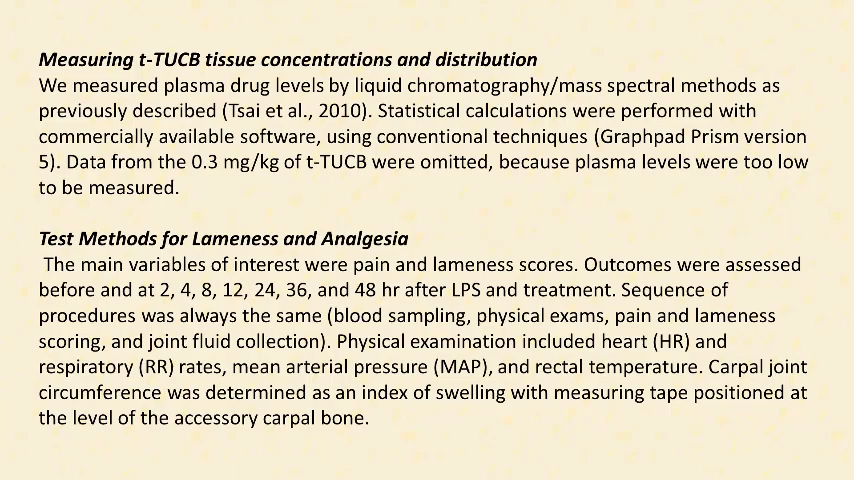 Measuring t-TUCB tissue concentrations and distribution
We measured plasma drug levels by liquid chromatography/mass spectral methods as
previously described (Tsai et al., 2010). Statistical calculations were performed with
commercially available software, using conventional techniques (Graphpad Prism version
5). Data from the 0.3 mg/kg of t-TUCB were omitted, because plasma levels were too low
to be measured.
Test Methods for Lameness and Analgesia
The main variables of interest were pain and lameness scores. Outcomes were assessed
before and at 2, 4, 8, 12, 24, 36, and 48 hr after LPS and treatment. Sequence of
procedures was always the same (blood sampling, physical exams, pain and lameness
scoring, and joint fluid collection). Physical examination included heart (HR) and
respiratory (RR) rates, mean arterial pressure (MAP), and rectal temperature. Carpal joint
circumference was determined as an index of swelling with measuring tape positioned at
the level of the accessory carpal bone.